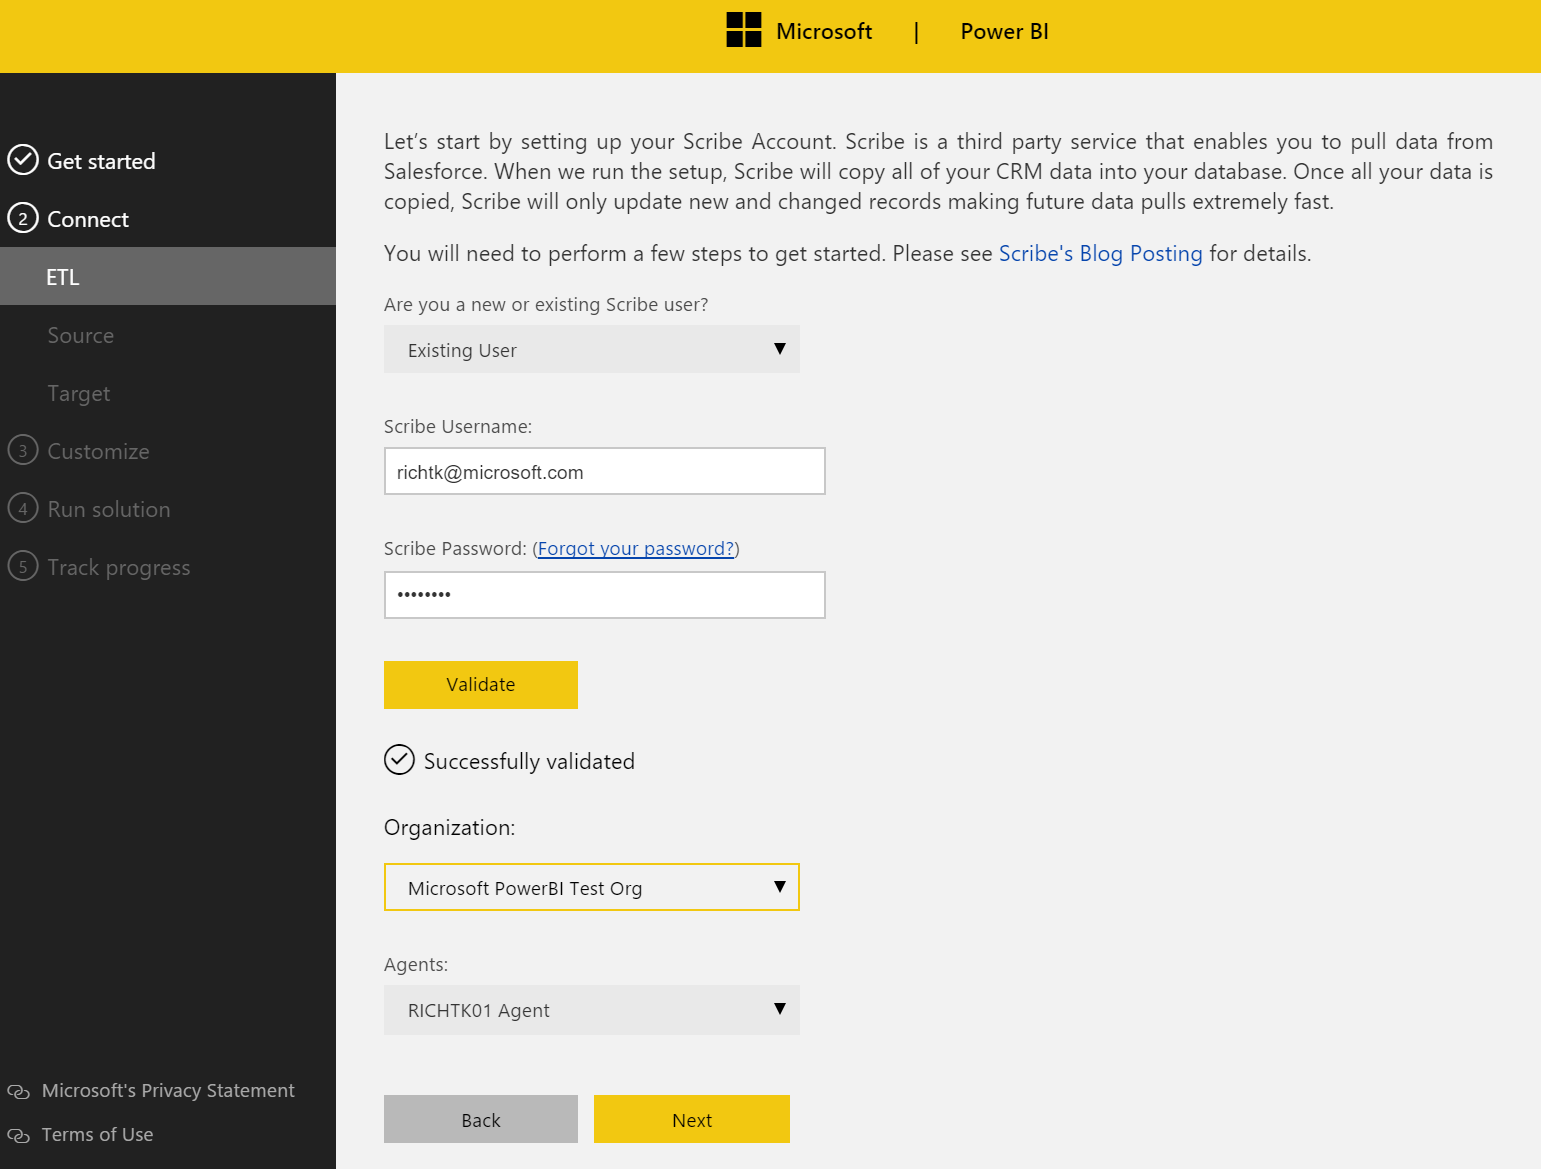 Microsoft | Power BI
Get started
2 Connect
ETL
Source
Target
3 Customize
4 Run solution
5 Track progress
Microsoft's Privacy Statement
Terms of Use
Let’s start by setting up your Scribe Account. Scribe is a third party service that enables you to pull data from
Salesforce. When we run the setup, Scribe will copy all of your CRM data into your database. Once all your data is
copied, Scribe will only update new and changed records making future data pulls extremely fast.
You will need to perform a few steps to get started. Please see Scribe's Blog Posting for details.
Are you a new or existing Scribe user?
Existing User
Scribe Username:
richtk@microsoft.com
Scribe Password: (Forgot your password?)
••••••••
Validate
Successfully validated
Organization:
Microsoft PowerBI Test Org
Agents:
RICHTK01 Agent
Back Next